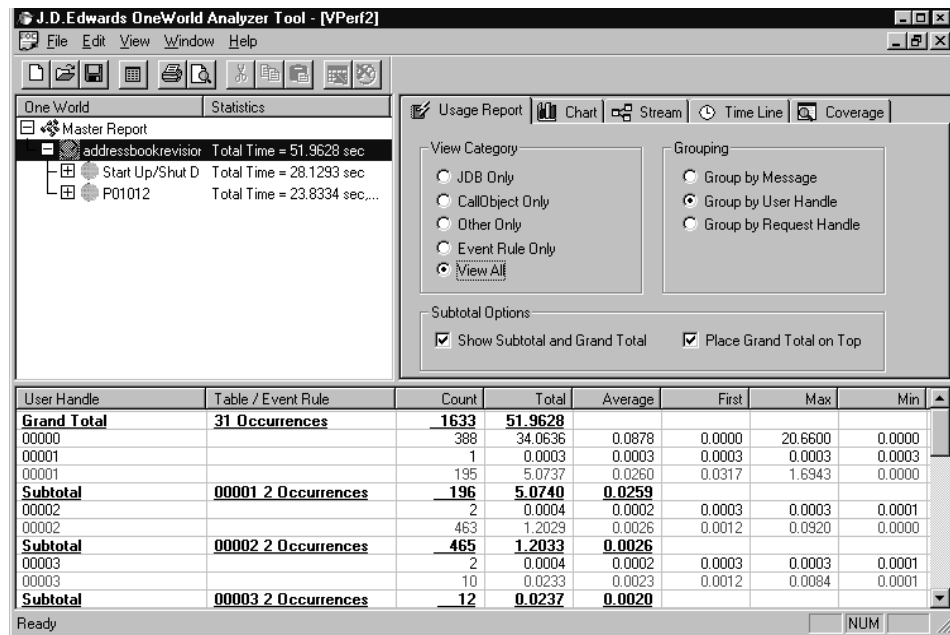 J.D.Edwards OneWorld Analyzer Tool - [VPerf2]
File Edit View Window Help
One World Statistics
Master Report
addressbookrevisior Total Time = 51.9628 sec
Start Up/Shut D Total Time = 28.1293 sec
P01012 Total Time = 23.8334 sec,...
Usage Report Chart Stream Time Line Coverage
View Category
JDB Only
CallObject Only
Other Only
Event Rule Only
View All
Grouping
Group by Message
Group by User Handle
Group by Request Handle
Subtotal Options
Show Subtotal and Grand Total Place Grand Total on Top
User Handle Table / Event Rule Count Total Average First Max Min
Grand Total 31 Occurrences 1633 51.9628
00000 388 34.0636 0.0878 0.0000 20.6600 0.0000
00001 1 0.0003 0.0003 0.0003 0.0003 0.0003
00001 195 5.0737 0.0260 0.0317 1.6943 0.0000
Subtotal 00001 2 Occurrences 196 5.0740 0.0259
00002 2 0.0004 0.0002 0.0003 0.0003 0.0001
00002 463 1.2029 0.0026 0.0012 0.0920 0.0000
Subtotal 00002 2 Occurrences 465 1.2033 0.0026
00003 2 0.0004 0.0002 0.0003 0.0003 0.0001
00003 10 0.0233 0.0023 0.0012 0.0084 0.0001
Subtotal 00003 2 Occurrences 12 0.0237 0.0020
Ready NUM